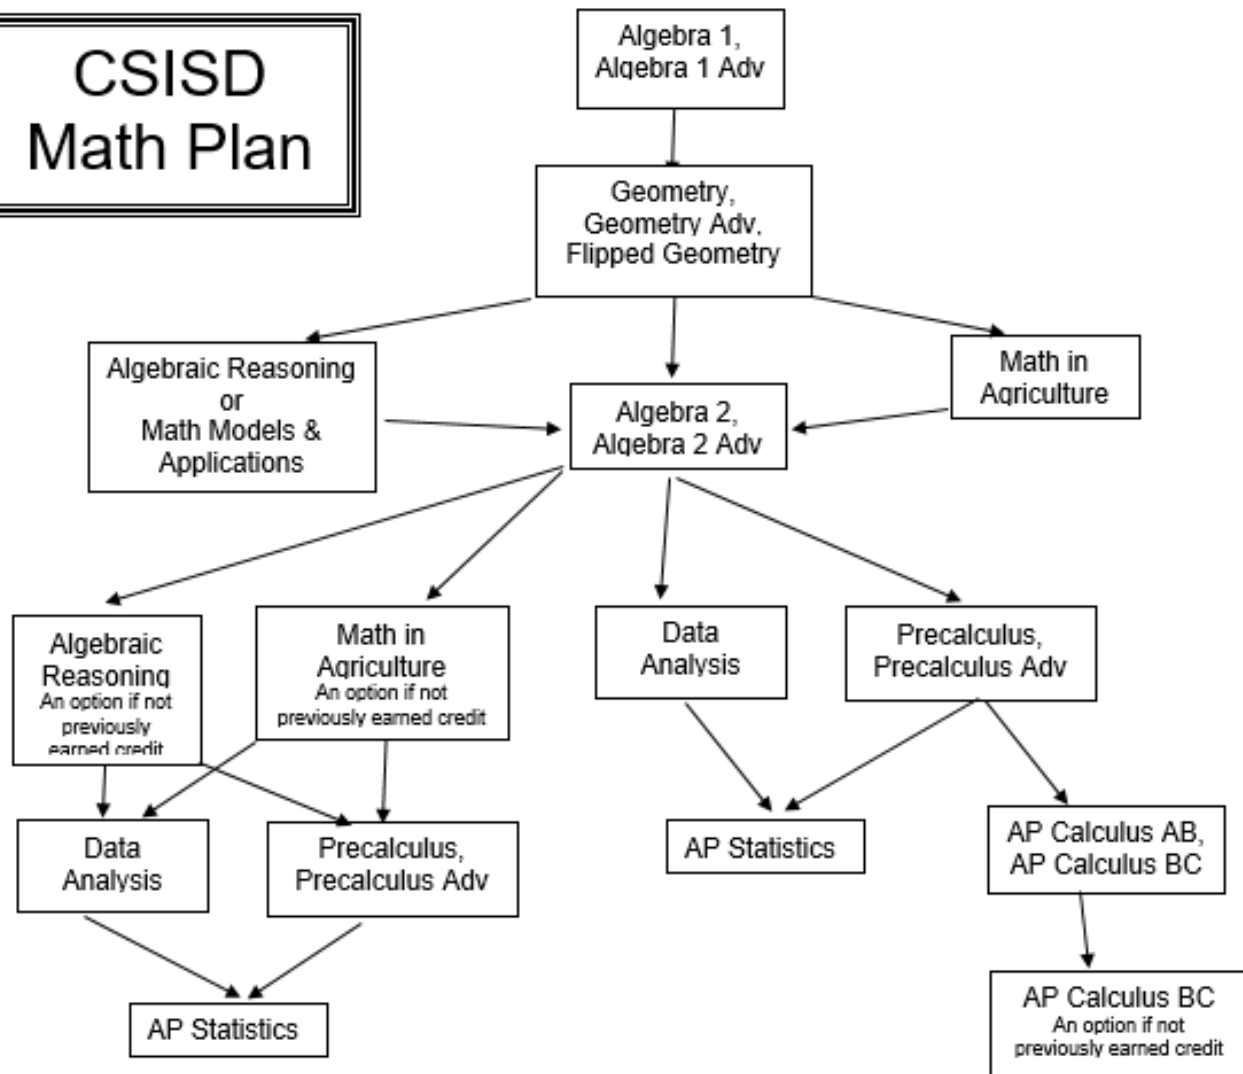 CSISD
Math Plan
Algebra 1,
Algebra 1 Adv
Geometry,
Geometry Adv,
Flipped Geometry
Algebraic Reasoning
or
Math Models &
Applications
Algebra 2,
Algebra 2 Adv
Math in
Agriculture
Algebraic
Reasoning
An option if not
previously
earned credit
Math in
Agriculture
An option if not
previously earned credit
Data
Analysis
Precalculus,
Precalculus Adv
Data
Analysis
Precalculus,
Precalculus Adv
AP Statistics
AP Calculus AB,
AP Calculus BC
AP Statistics
AP Calculus BC
An option if not
previously earned credit